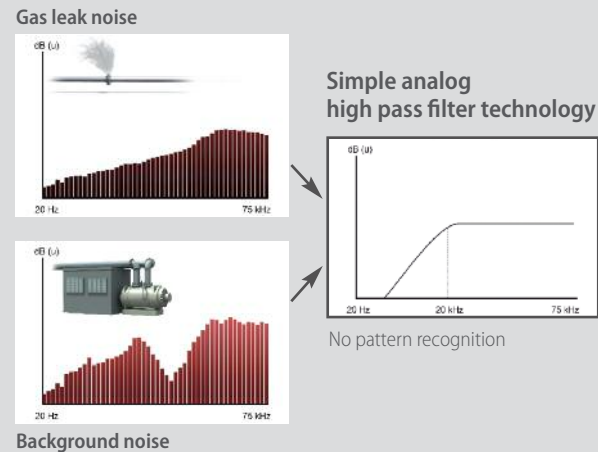 Gas leak noise
dB (u)
20 Hz 75 kHz
Simple analog
high pass filter technology
dB (u)
20 Hz 20 kHz 75 kHz
No pattern recognition
dB (u)
20 Hz 75 kHz
Background noise